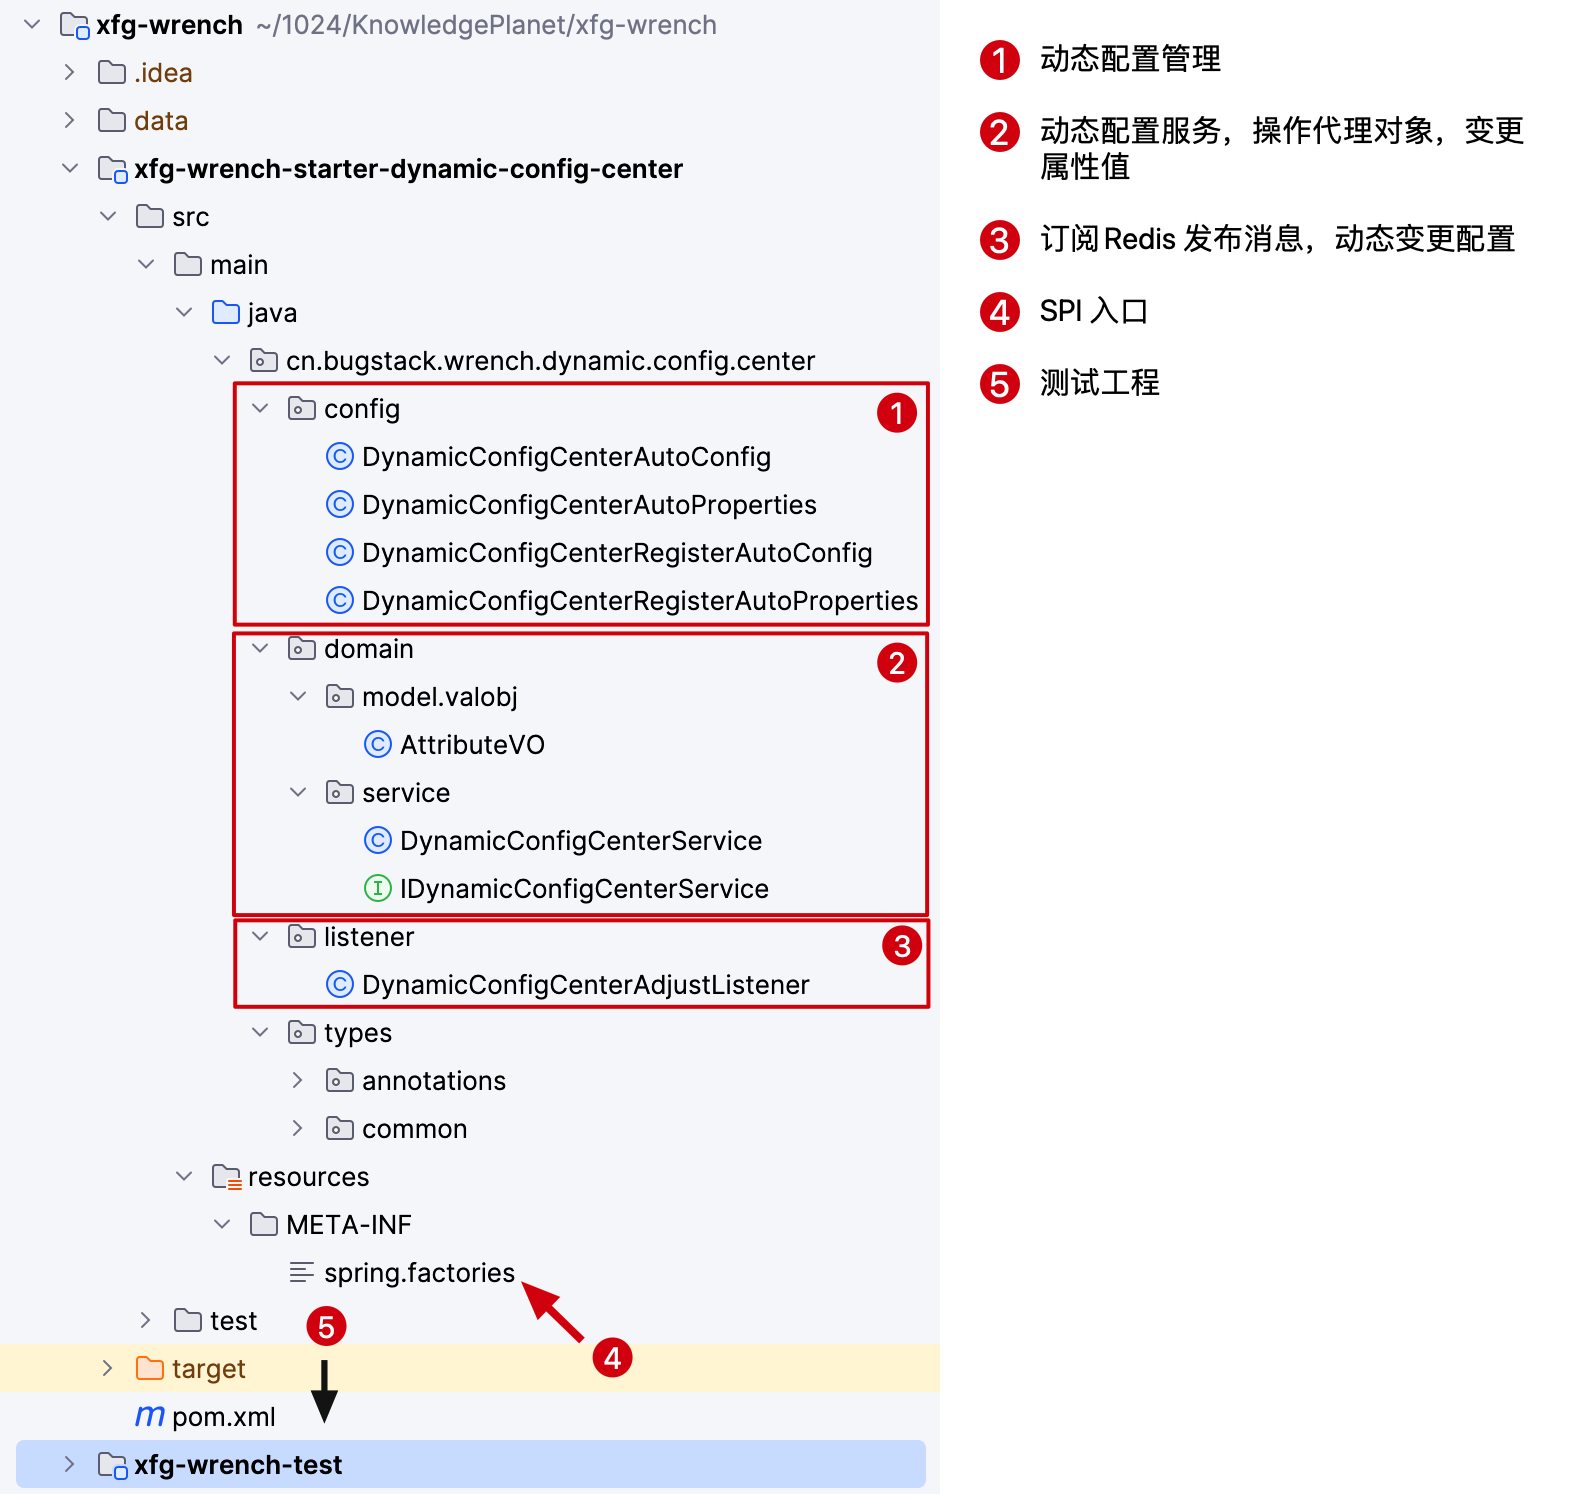 xfg-wrench ~/1024/KnowledgePlanet/xfg-wrench
.idea
data
xfg-wrench-starter-dynamic-config-center
src
main
java
cn.bugstack.wrench.dynamic.config.center
config
1
DynamicConfigCenterAutoConfig
DynamicConfigCenterAutoProperties
DynamicConfigCenterRegisterAutoConfig
DynamicConfigCenterRegisterAutoProperties
domain
2
model.valobj
AttributeVO
service
DynamicConfigCenterService
IDynamicConfigCenterService
listener
3
DynamicConfigCenterAdjustListener
types
annotations
common
resources
META-INF
spring.factories
test
5
4
target
pom.xml
xfg-wrench-test
1 动态配置管理
2 动态配置服务，操作代理对象，变更
属性值
3 订阅 Redis 发布消息，动态变更配置
4 SPI 入口
5 测试工程